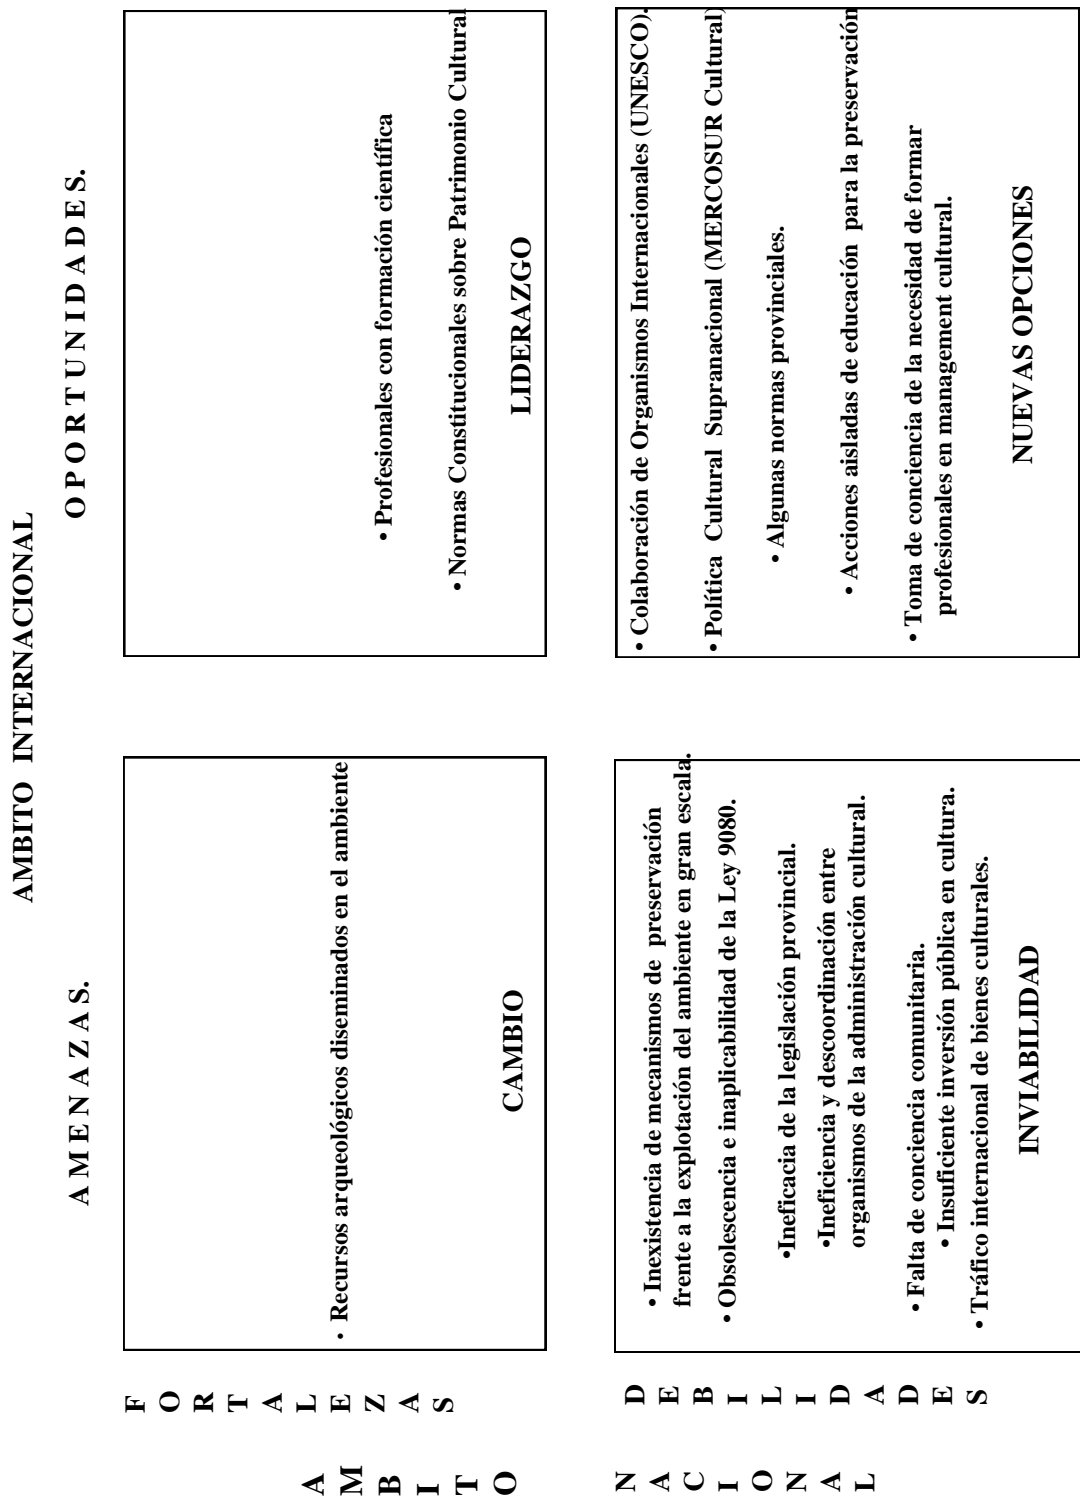 AMBITO INTERNACIONAL
A M E N A Z A S.
O P O R T U N I D A D E S.
F
O
R
T
A
L
E
Z
A
S
A
M
B
I
T
O
• Recursos arqueológicos diseminados en el ambiente
CAMBIO
• Profesionales con formación científica
• Normas Constitucionales sobre Patrimonio Cultural
LIDERAZGO
D
E
B
I
L
I
D
A
D
E
S
N
A
C
I
O
N
A
L
• Inexistencia de mecanismos de preservación
frente a la explotación del ambiente en gran escala.
• Obsolescencia e inaplicabilidad de la Ley 9080.
•Ineficacia de la legislación provincial.
•Ineficiencia y descoordinación entre
organismos de la administración cultural.
• Falta de conciencia comunitaria.
• Insuficiente inversión pública en cultura.
• Tráfico internacional de bienes culturales.
INVIABILIDAD
• Colaboración de Organismos Internacionales (UNESCO).
• Política Cultural Supranacional (MERCOSUR Cultural)
• Algunas normas provinciales.
• Acciones aisladas de educación para la preservación
• Toma de conciencia de la necesidad de formar
profesionales en management cultural.
NUEVAS OPCIONES